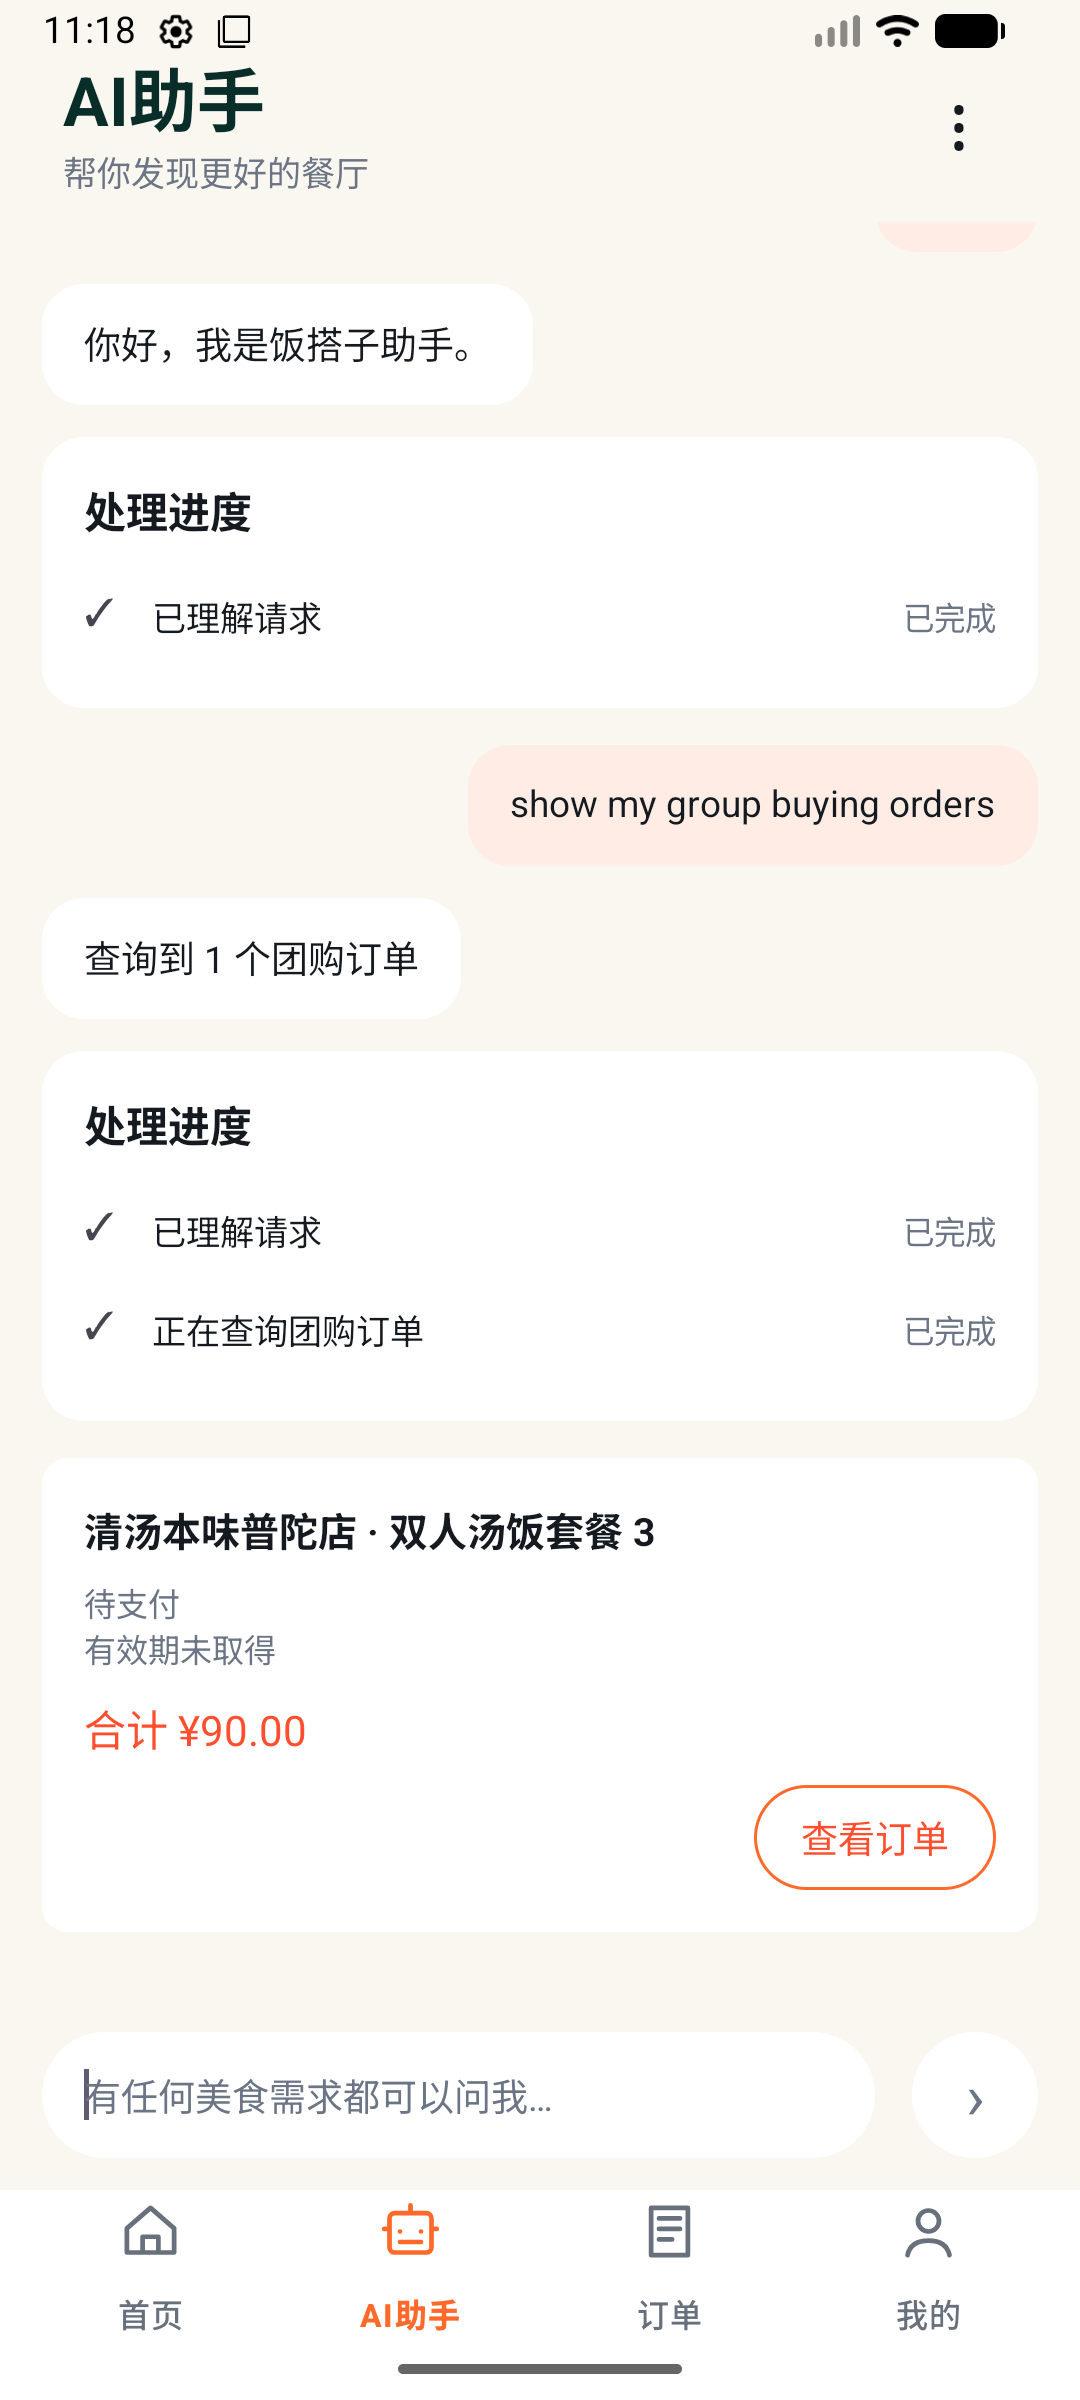 11:18
AI助手
帮你发现更好的餐厅
你好，我是饭搭子助手。
处理进度
✓ 已理解请求 已完成
show my group buying orders
查询到 1 个团购订单
处理进度
✓ 已理解请求 已完成
✓ 正在查询团购订单 已完成
清汤本味普陀店 · 双人汤饭套餐 3
待支付
有效期未取得
合计 ¥90.00
查看订单
有任何美食需求都可以问我...
首页 AI助手 订单 我的